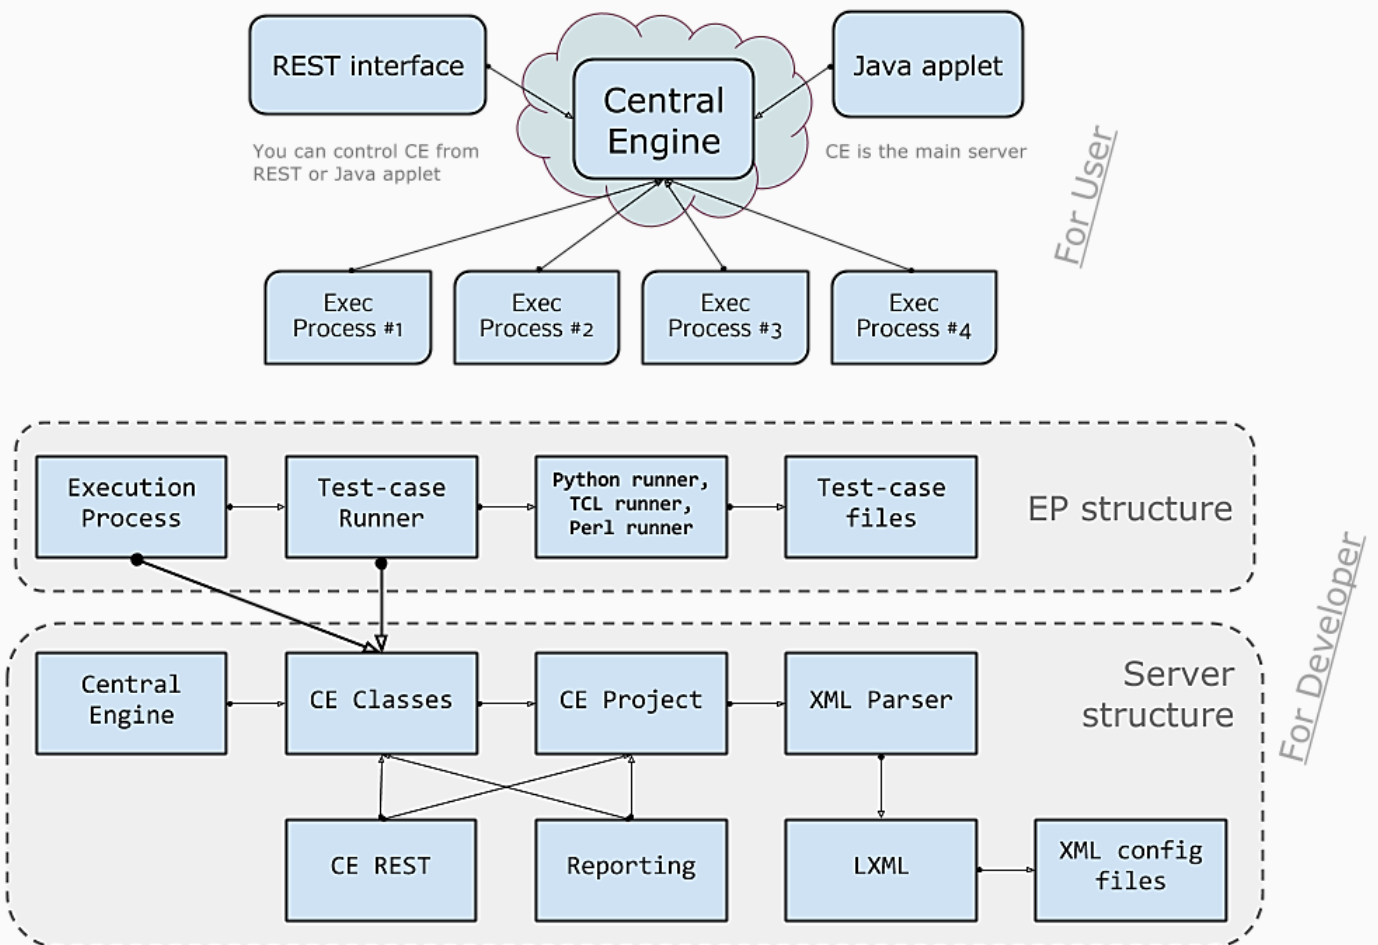 REST interface
Central
Engine
Java applet
You can control CE from
REST or Java applet
CE is the main server
For User
Exec
Process #1
Exec
Process #2
Exec
Process #3
Exec
Process #4
Execution
Process
Test-case
Runner
Python runner,
TCL runner,
Perl runner
Test-case
files
EP structure
For Developer
Central
Engine
CE Classes
CE Project
XML Parser
Server
structure
CE REST
Reporting
LXML
XML config
files